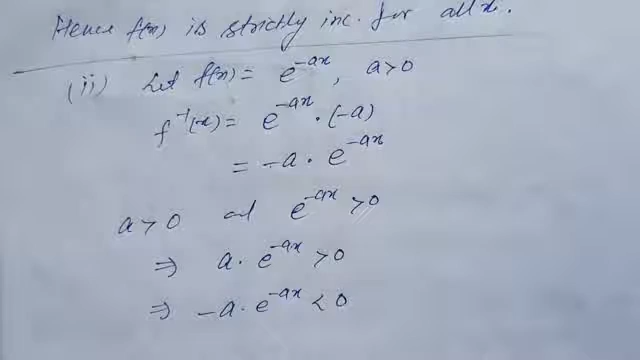 Hence f(x) is strictly inc. for all x.
(ii) Let f(x) = e^{-ax}, a>0
f^{-1}(x) = e^{-ax} · (-a)
= -a · e^{-ax}
a>0 and e^{-ax} >0
⇒ a · e^{-ax} >0
⇒ -a · e^{-ax} < 0